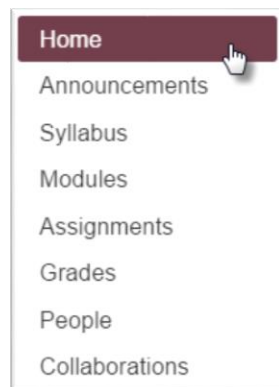 Home
Announcements
Syllabus
Modules
Assignments
Grades
People
Collaborations